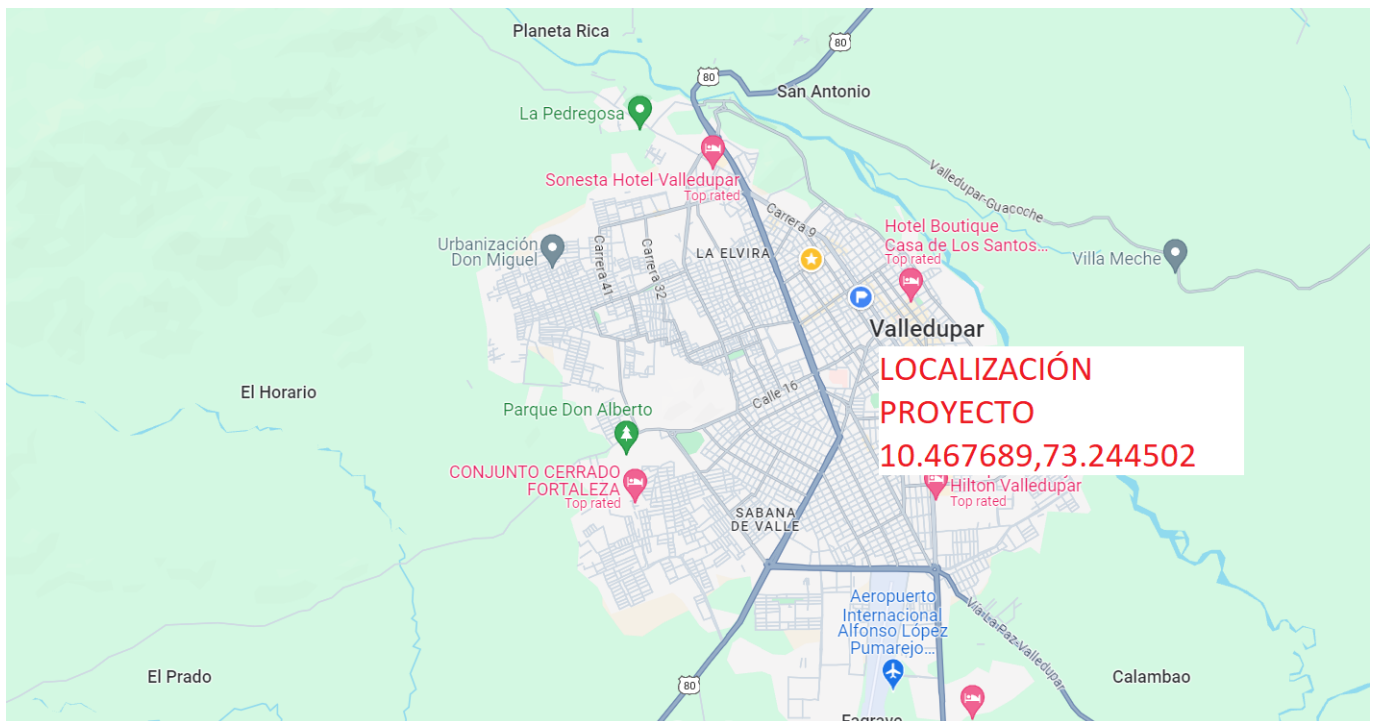 Planeta Rica
80
80
San Antonio
La Pedregosa
Sonesta Hotel Valledupar
Top rated
Valledupar-Guacoche
Carrera 9
Hotel Boutique
Casa de Los Santos...
Top rated
Urbanización
Don Miguel
Carrera 41
Carrera 32
LA ELVIRA
Villa Meche
Valledupar
LOCALIZACIÓN
PROYECTO
10.467689,73.244502
El Horario
Calle 16
Parque Don Alberto
CONJUNTO CERRADO
FORTALEZA
Top rated
Hilton Valledupar
Top rated
SABANA
DE VALLE
Aeropuerto
Internacional
Alfonso López
Pumarejo...
Vía La Paz-Valledupar
El Prado
80
Calambao